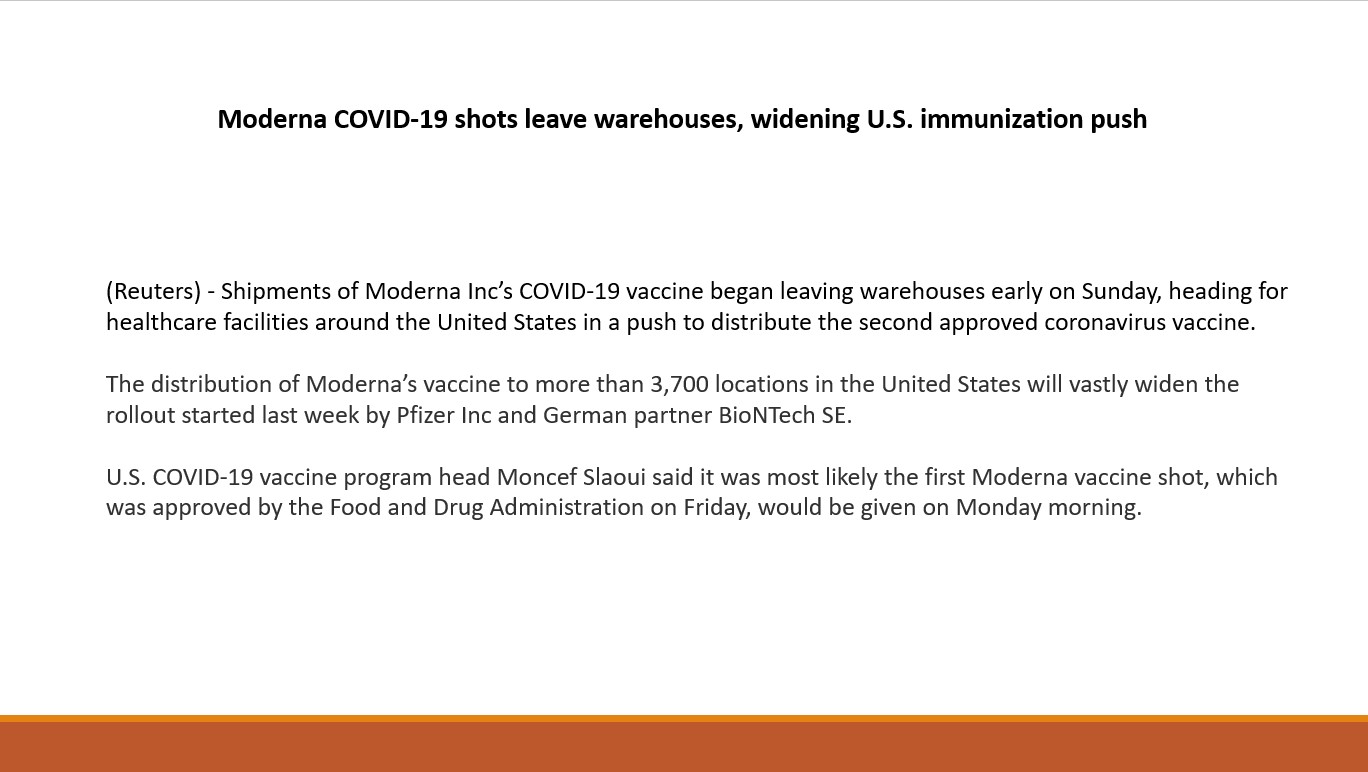 Moderna COVID-19 shots leave warehouses, widening U.S. immunization push
(Reuters) - Shipments of Moderna Inc’s COVID-19 vaccine began leaving warehouses early on Sunday, heading for
healthcare facilities around the United States in a push to distribute the second approved coronavirus vaccine.
The distribution of Moderna’s vaccine to more than 3,700 locations in the United States will vastly widen the
rollout started last week by Pfizer Inc and German partner BioNTech SE.
U.S. COVID-19 vaccine program head Moncef Slaoui said it was most likely the first Moderna vaccine shot, which
was approved by the Food and Drug Administration on Friday, would be given on Monday morning.